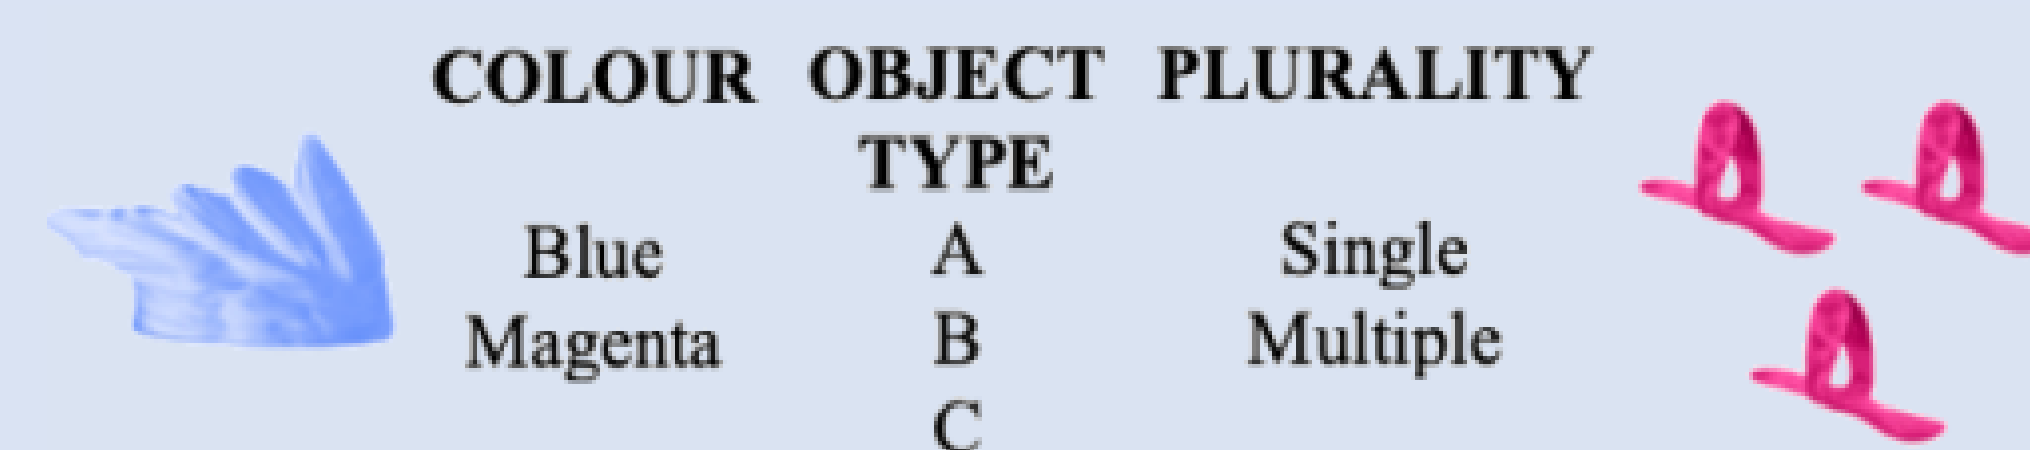 COLOUR OBJECT TYPE PLURALITY
Blue A Single
Magenta B Multiple
C